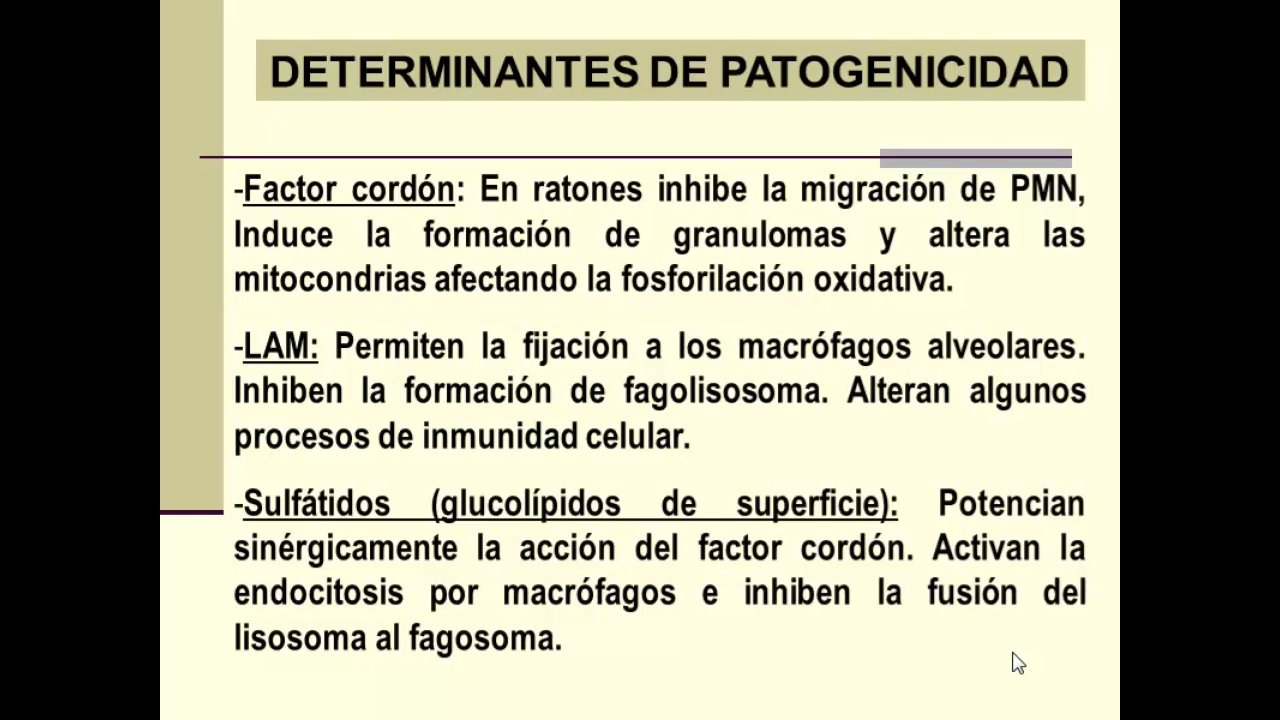 DETERMINANTES DE PATOGENICIDAD
-Factor cordón: En ratones inhibe la migración de PMN,
Induce la formación de granulomas y altera las
mitocondrias afectando la fosforilación oxidativa.
-LAM: Permiten la fijación a los macrófagos alveolares.
Inhiben la formación de fagolisosoma. Alteran algunos
procesos de inmunidad celular.
-Sulfátidos (glucolípidos de superficie): Potencian
sinérgicamente la acción del factor cordón. Activan la
endocitosis por macrófagos e inhiben la fusión del
lisosoma al fagosoma.